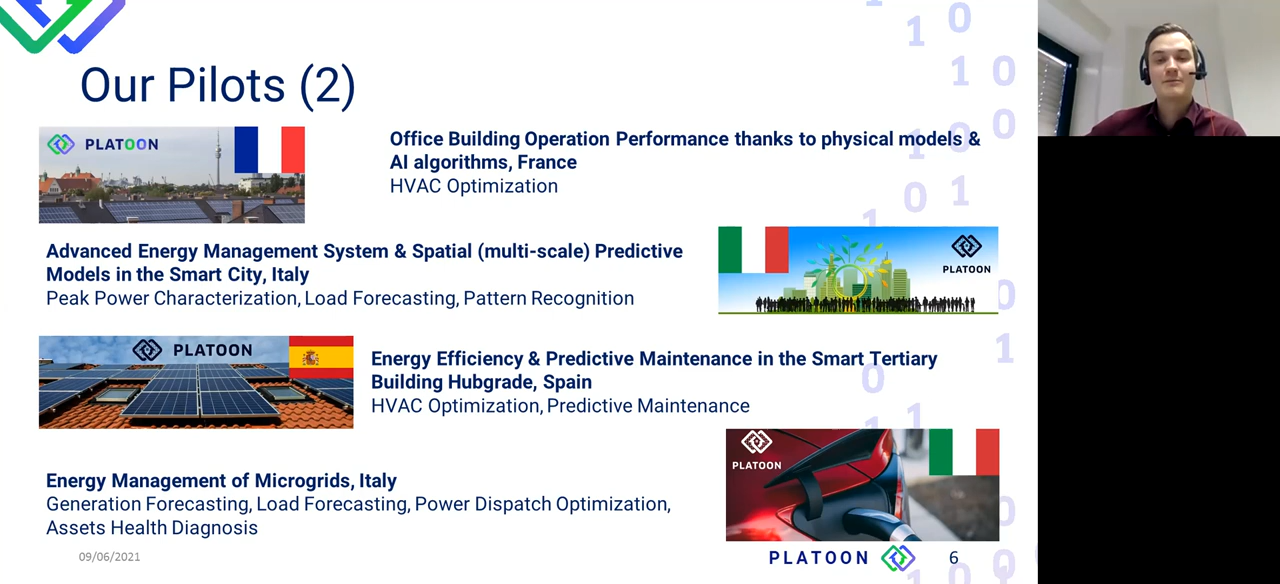 Our Pilots (2)
PLATOON
Office Building Operation Performance thanks to physical models &
AI algorithms, France
HVAC Optimization
Advanced Energy Management System & Spatial (multi-scale) Predictive
Models in the Smart City, Italy
Peak Power Characterization, Load Forecasting, Pattern Recognition
PLATOON
PLATOON
Energy Efficiency & Predictive Maintenance in the Smart Tertiary
Building Hubgrade, Spain
HVAC Optimization, Predictive Maintenance
PLATOON
Energy Management of Microgrids, Italy
Generation Forecasting, Load Forecasting, Power Dispatch Optimization,
Assets Health Diagnosis
09/06/2021
PLATOON
6